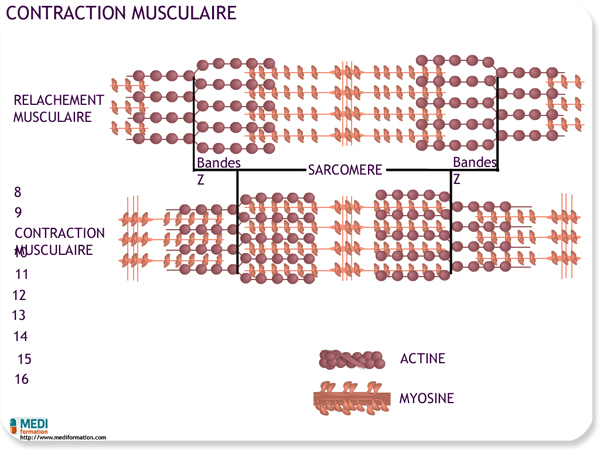 CONTRACTION MUSCULAIRE
RELACHEMENT
MUSCULAIRE
Bandes
Z
SARCOMERE
Bandes
Z
8
9
CONTRACTION
MUSCULAIRE
10
11
12
13
14
15
16
ACTINE
MYOSINE
MEDI
formation
http://www.mediformation.com